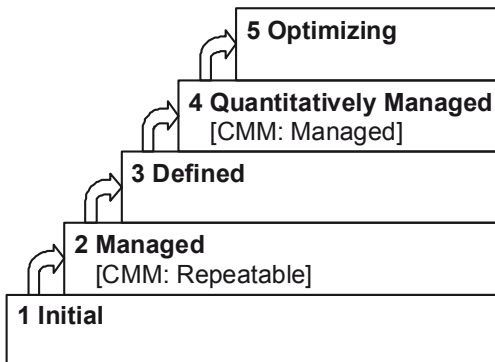 5 Optimizing
4 Quantitatively Managed
[CMM: Managed]
3 Defined
2 Managed
[CMM: Repeatable]
1 Initial